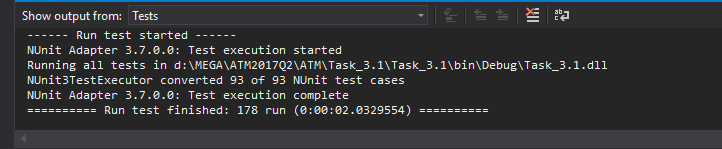 Show output from: Tests
------ Run test started ------
NUnit Adapter 3.7.0.0: Test execution started
Running all tests in d:\MEGA\ATM2017Q2\ATM\Task_3.1\Task_3.1\bin\Debug\Task_3.1.dll
NUnit3TestExecutor converted 93 of 93 NUnit test cases
NUnit Adapter 3.7.0.0: Test execution complete
========== Run test finished: 178 run (0:00:02.0329554) ==========